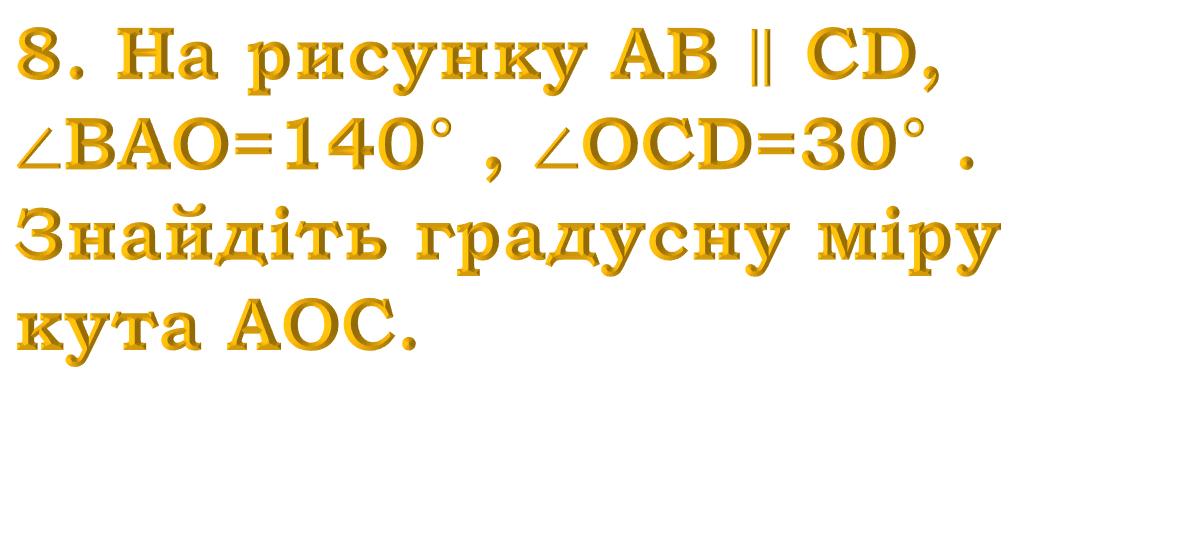 8. На рисунку AB ∥ CD,
∠BAO=140° , ∠OCD=30° .
Знайдіть градусну міру
кута AOC.